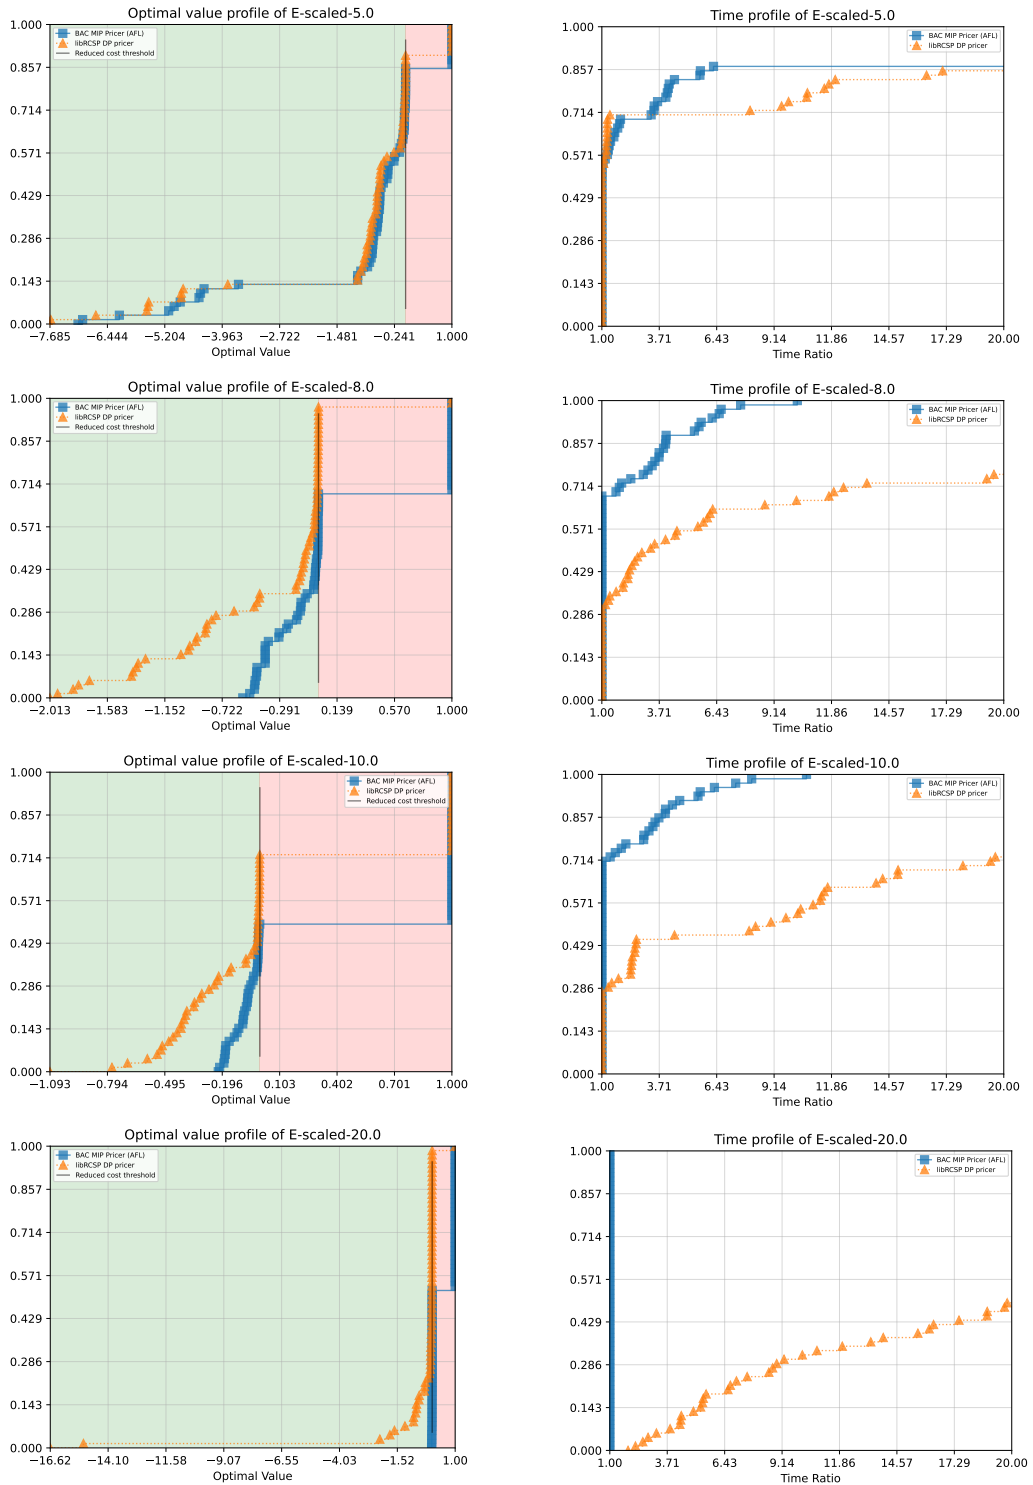 Optimal value profile of E-scaled-5.0
1.000
0.857
0.714
0.571
0.429
0.286
0.143
0.000
BAC MIP Pricer (AFL)
libRCSP DP pricer
Reduced cost threshold
−7.685 −6.444 −5.204 −3.963 −2.722 −1.481 −0.241 1.000
Optimal Value
Time profile of E-scaled-5.0
1.000
0.857
0.714
0.571
0.429
0.286
0.143
0.000
BAC MIP Pricer (AFL)
libRCSP DP pricer
1.00 3.71 6.43 9.14 11.86 14.57 17.29 20.00
Time Ratio
Optimal value profile of E-scaled-8.0
1.000
0.857
0.714
0.571
0.429
0.286
0.143
0.000
BAC MIP Pricer (AFL)
libRCSP DP pricer
Reduced cost threshold
−2.013 −1.583 −1.152 −0.722 −0.291 0.139 0.570 1.000
Optimal Value
Time profile of E-scaled-8.0
1.000
0.857
0.714
0.571
0.429
0.286
0.143
0.000
BAC MIP Pricer (AFL)
libRCSP DP pricer
1.00 3.71 6.43 9.14 11.86 14.57 17.29 20.00
Time Ratio
Optimal value profile of E-scaled-10.0
1.000
0.857
0.714
0.571
0.429
0.286
0.143
0.000
BAC MIP Pricer (AFL)
libRCSP DP pricer
Reduced cost threshold
−1.093 −0.794 −0.495 −0.196 0.103 0.402 0.701 1.000
Optimal Value
Time profile of E-scaled-10.0
1.000
0.857
0.714
0.571
0.429
0.286
0.143
0.000
BAC MIP Pricer (AFL)
libRCSP DP pricer
1.00 3.71 6.43 9.14 11.86 14.57 17.29 20.00
Time Ratio
Optimal value profile of E-scaled-20.0
1.000
0.857
0.714
0.571
0.429
0.286
0.143
0.000
BAC MIP Pricer (AFL)
libRCSP DP pricer
Reduced cost threshold
−16.62 −14.10 −11.58 −9.07 −6.55 −4.03 −1.52 1.00
Optimal Value
Time profile of E-scaled-20.0
1.000
0.857
0.714
0.571
0.429
0.286
0.143
0.000
BAC MIP Pricer (AFL)
libRCSP DP pricer
1.00 3.71 6.43 9.14 11.86 14.57 17.29 20.00
Time Ratio